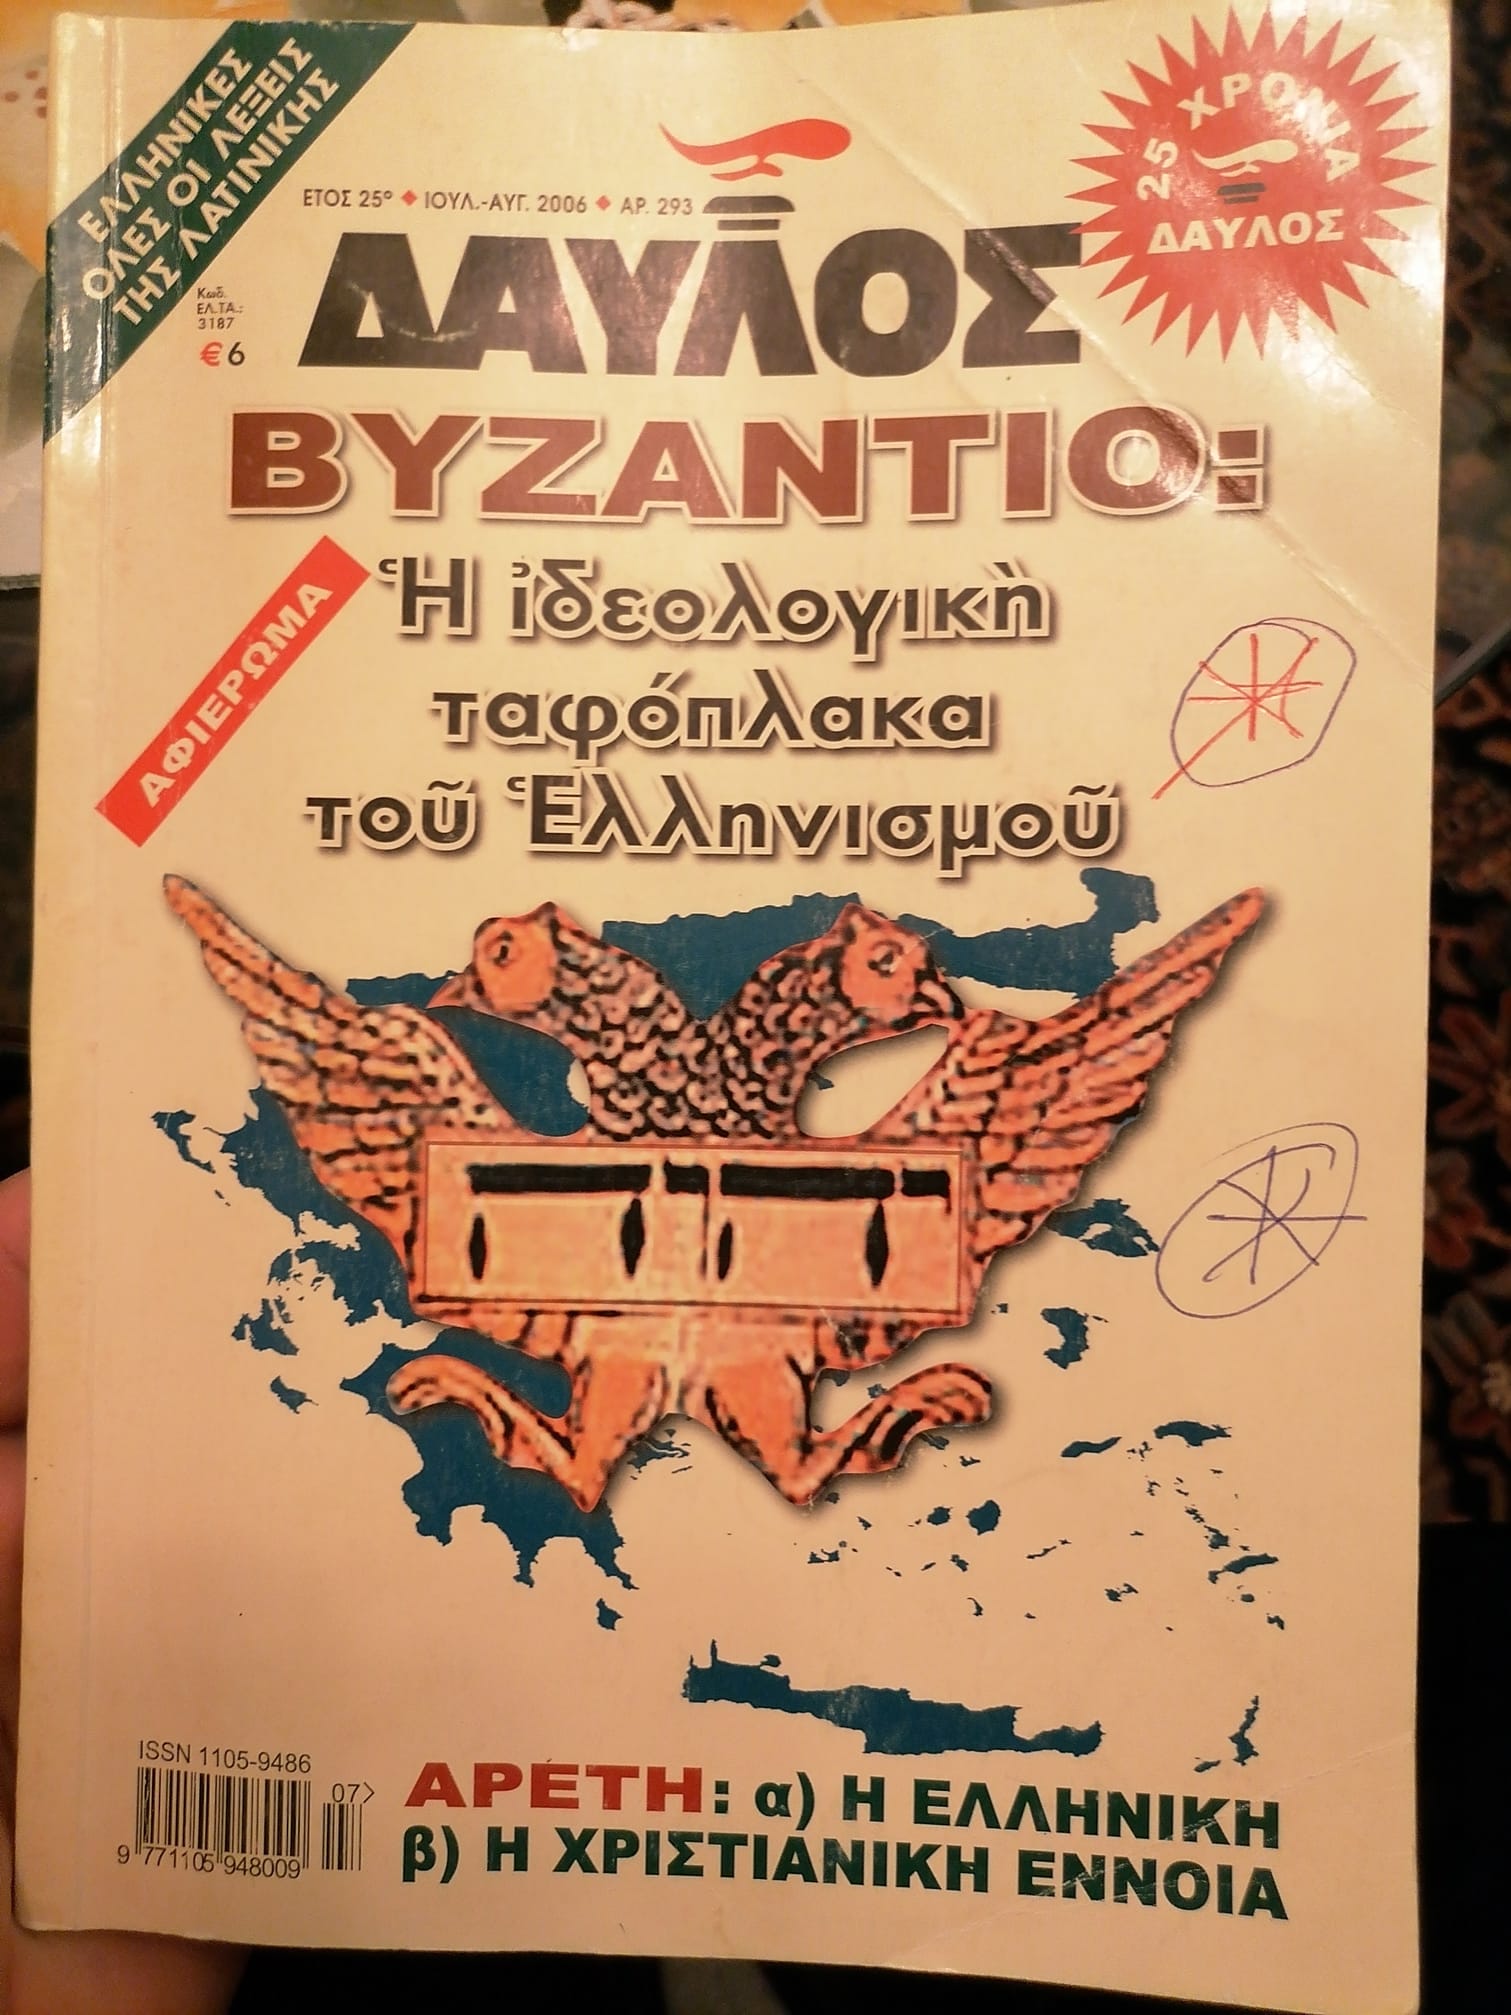 ΕΛΛΗΝΙΚΕΣ
ΟΛΕΣ ΟΙ ΛΕΞΕΙΣ
ΤΗΣ ΛΑΤΙΝΙΚΗΣ
25 ΧΡΟΝΙΑ
ΔΑΥΛΟΣ
ΕΤΟΣ 25° ◆ ΙΟΥΛ.-ΑΥΓ. 2006 ◆ ΑΡ. 293
Κωδ.
ΕΛ.ΤΑ.:
3187
€6
ΔΑΥΛΟΣ
ΒΥΖΑΝΤΙΟ:
ΑΦΙΕΡΩΜΑ
Ἡ ἰδεολογικὴ
ταφόπλακα
τοῦ Ἑλληνισμοῦ
ISSN 1105-9486
07>
9 771105 948009
ΑΡΕΤΗ: α) Η ΕΛΛΗΝΙΚΗ
β) Η ΧΡΙΣΤΙΑΝΙΚΗ ΕΝΝΟΙΑ